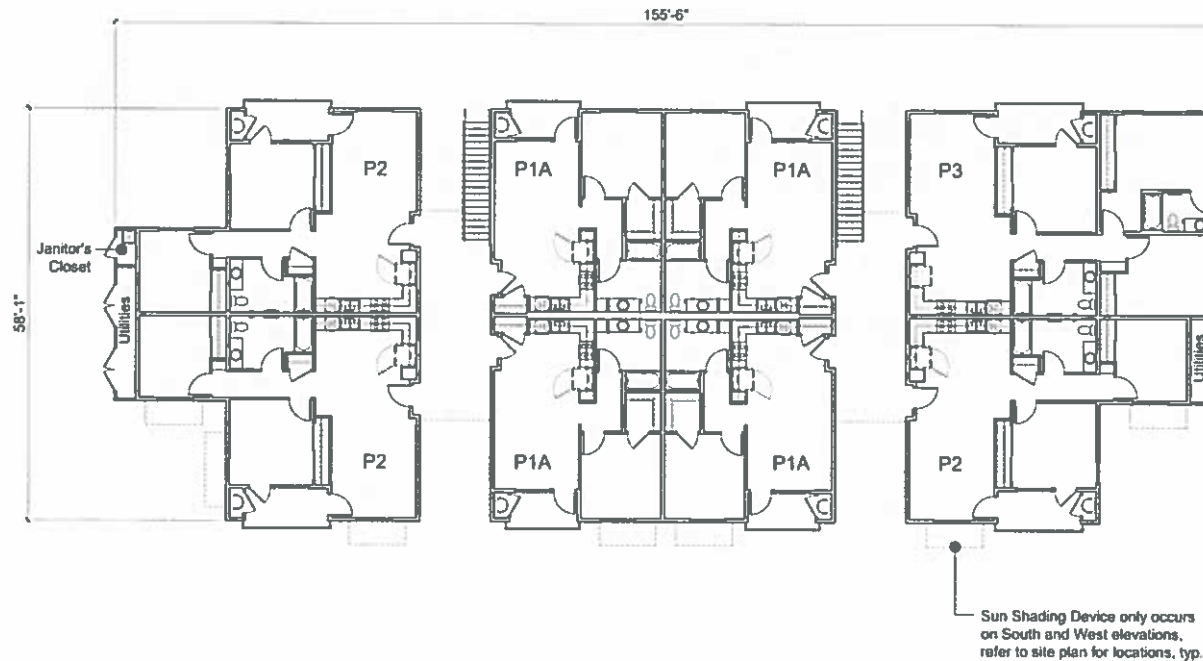 155'-6"
P2
P1A
P1A
P3
Janitor's
Closet
58'-1"
Utilities
Utilities
P2
P1A
P1A
P2
Sun Shading Device only occurs
on South and West elevations,
refer to site plan for locations, typ.